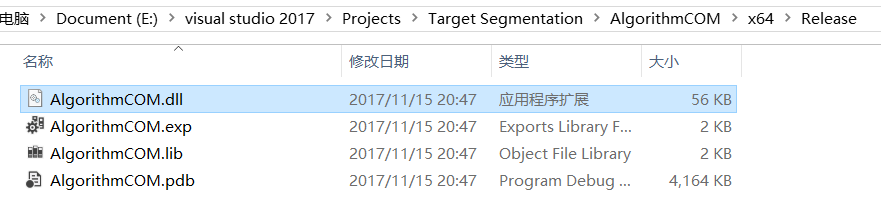 电脑 > Document (E:) > visual studio 2017 > Projects > Target Segmentation > AlgorithmCOM > x64 > Release
名称 修改日期 类型 大小
AlgorithmCOM.dll 2017/11/15 20:47 应用程序扩展 56 KB
AlgorithmCOM.exp 2017/11/15 20:47 Exports Library F... 2 KB
AlgorithmCOM.lib 2017/11/15 20:47 Object File Library 2 KB
AlgorithmCOM.pdb 2017/11/15 20:47 Program Debug ... 4,164 KB